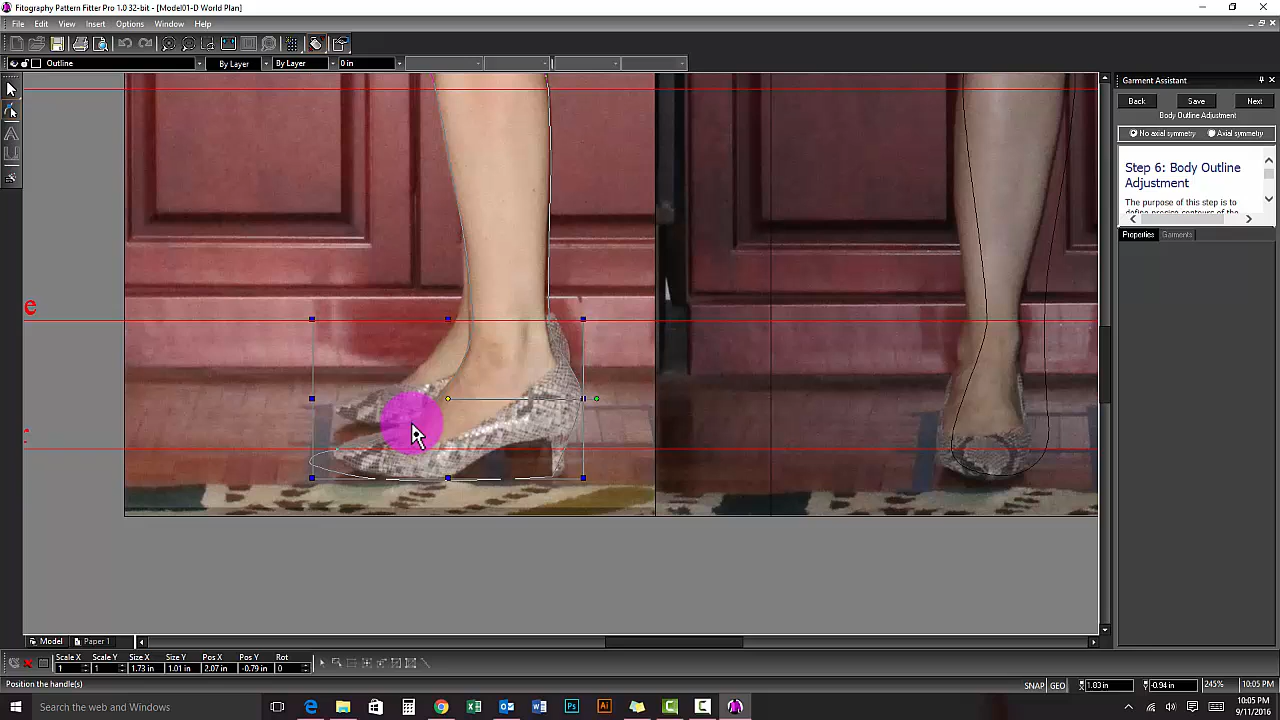 Fitography Pattern Fitter Pro 1.0 32-bit - [Model01-D World Plan]
File Edit View Insert Options Window Help
Outline By Layer By Layer 0 in
Garment Assistant
Back Save Next
Body Outline Adjustment
No axial symmetry Axial symmetry
Step 6: Body Outline
Adjustment
The purpose of this step is to
Properties Garments
e
Model Paper 1
Scale X Scale Y Size X Size Y Pos X Pos Y Rot
1 1 1.73 in 1.01 in 2.07 in -0.79 in 0
Position the handle(s)
SNAP GEO X 1.03 in Y -0.94 in 245% 10:05 PM
Search the web and Windows
10:05 PM
9/11/2016